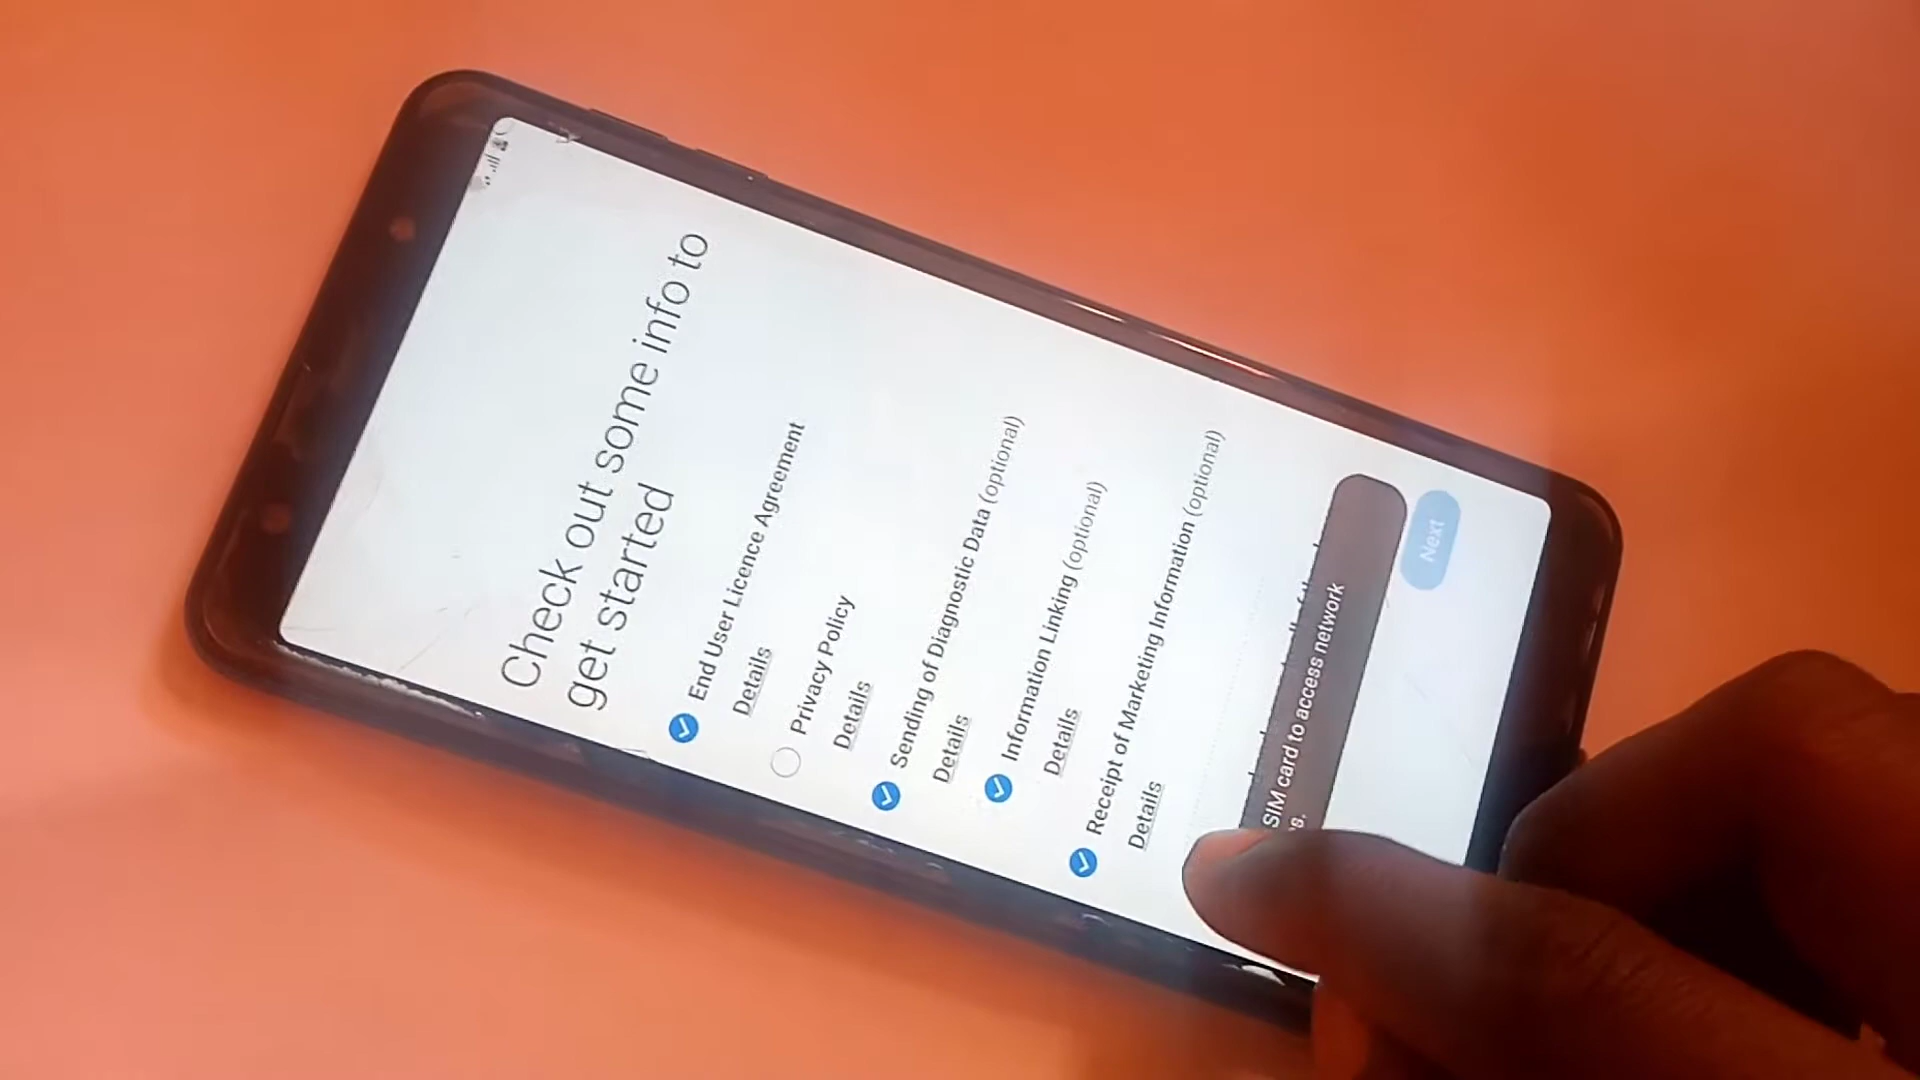 Check out some info to
get started
End User Licence Agreement
Details
Privacy Policy
Details
Sending of Diagnostic Data (optional)
Details
Information Linking (optional)
Details
Receipt of Marketing Information (optional)
Details
SIM card to access network
s.
Next